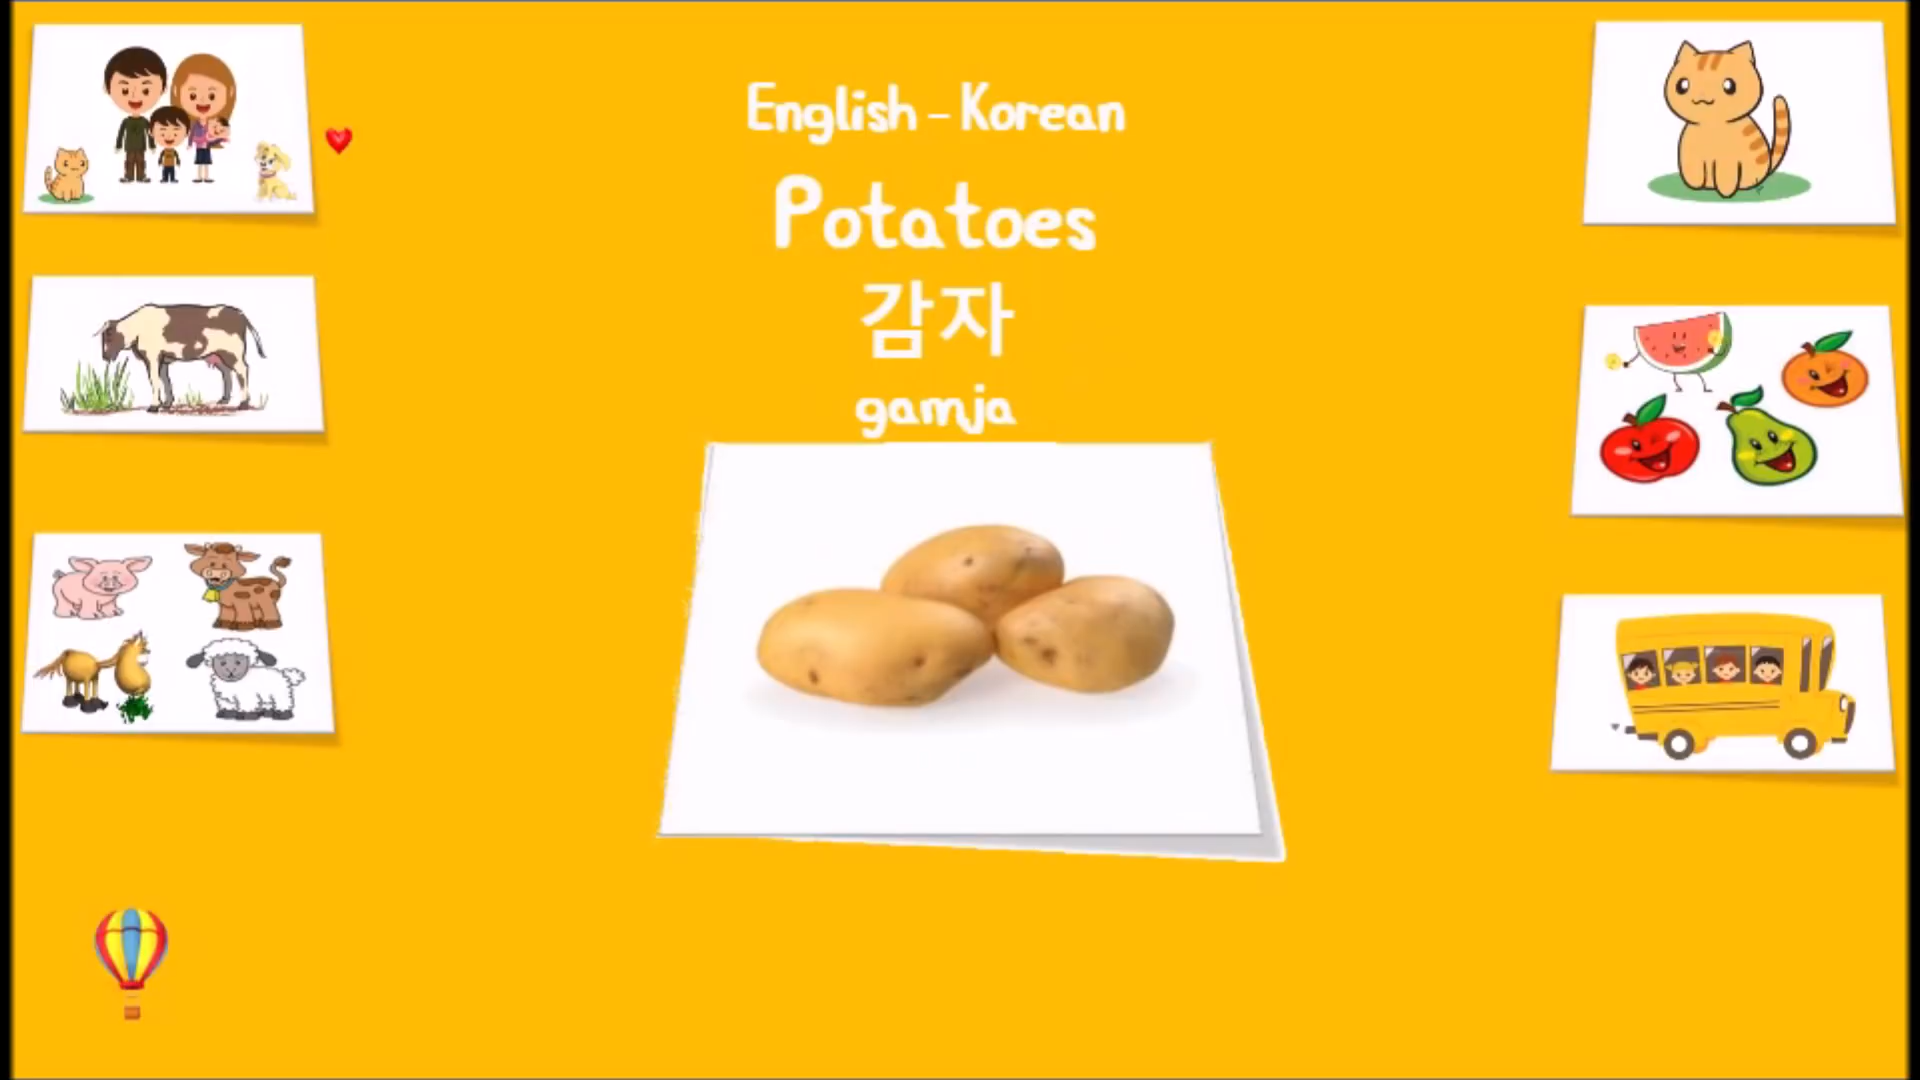 English - Korean
Potatoes
감자
gamja